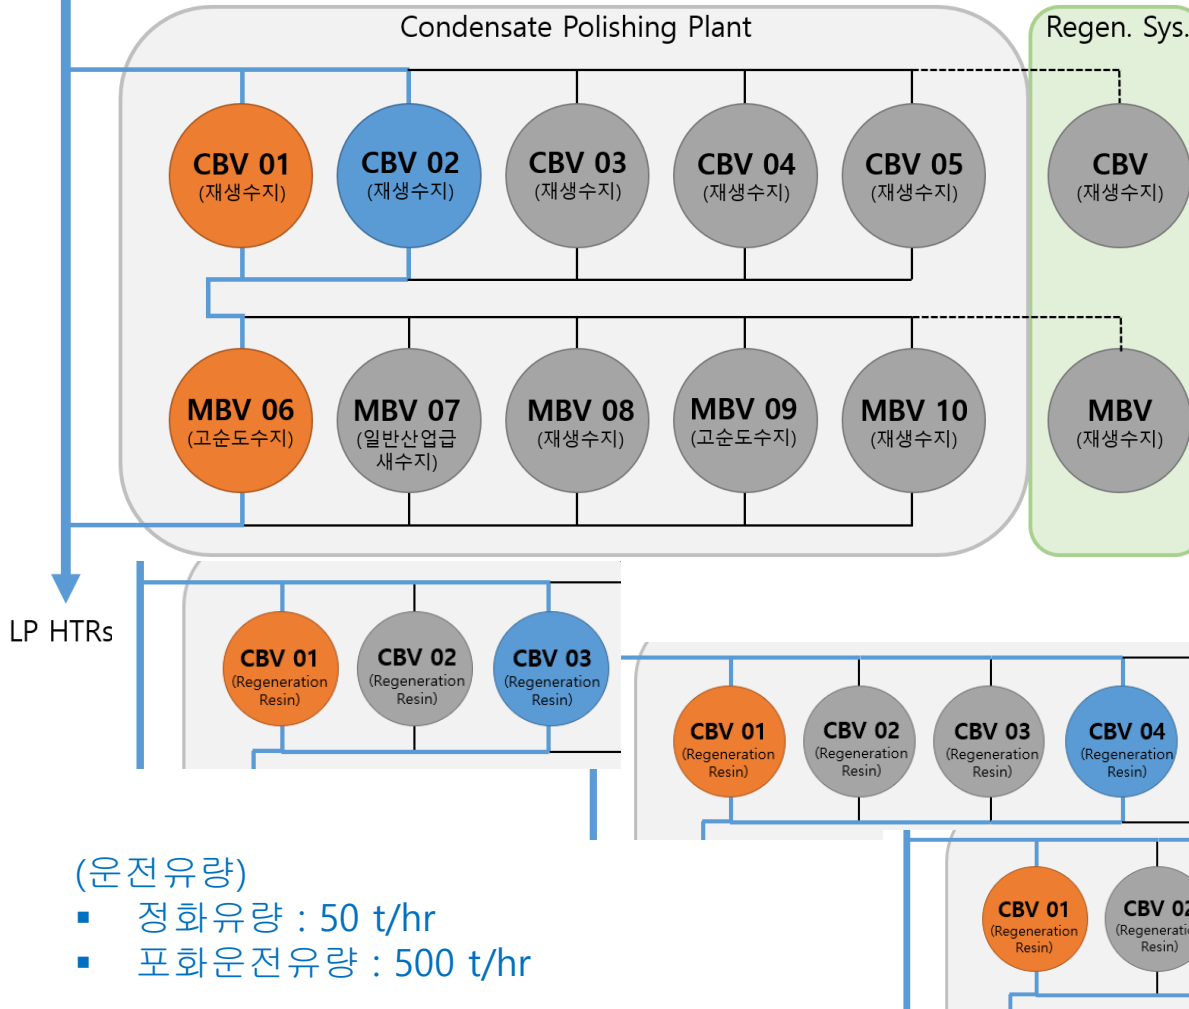 Condensate Polishing Plant
Regen. Sys.
CBV 01
(재생수지)
CBV 02
(재생수지)
CBV 03
(재생수지)
CBV 04
(재생수지)
CBV 05
(재생수지)
CBV
(재생수지)
MBV 06
(고순도수지)
MBV 07
(일반산업급
새수지)
MBV 08
(재생수지)
MBV 09
(고순도수지)
MBV 10
(재생수지)
MBV
(재생수지)
LP HTRs
CBV 01
(Regeneration
Resin)
CBV 02
(Regeneration
Resin)
CBV 03
(Regeneration
Resin)
CBV 01
(Regeneration
Resin)
CBV 02
(Regeneration
Resin)
CBV 03
(Regeneration
Resin)
CBV 04
(Regeneration
Resin)
CBV 01
(Regeneration
Resin)
CBV 02
(Regeneratio
Resin)
(운전유량)
▪ 정화유량 : 50 t/hr
▪ 포화운전유량 : 500 t/hr